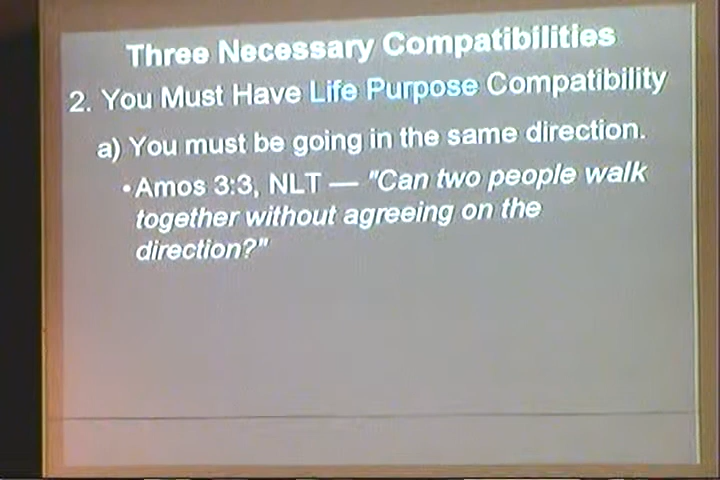 Three Necessary Compatibilities
2. You Must Have Life Purpose Compatibility
a) You must be going in the same direction.
• Amos 3:3, NLT — "Can two people walk
together without agreeing on the
direction?"